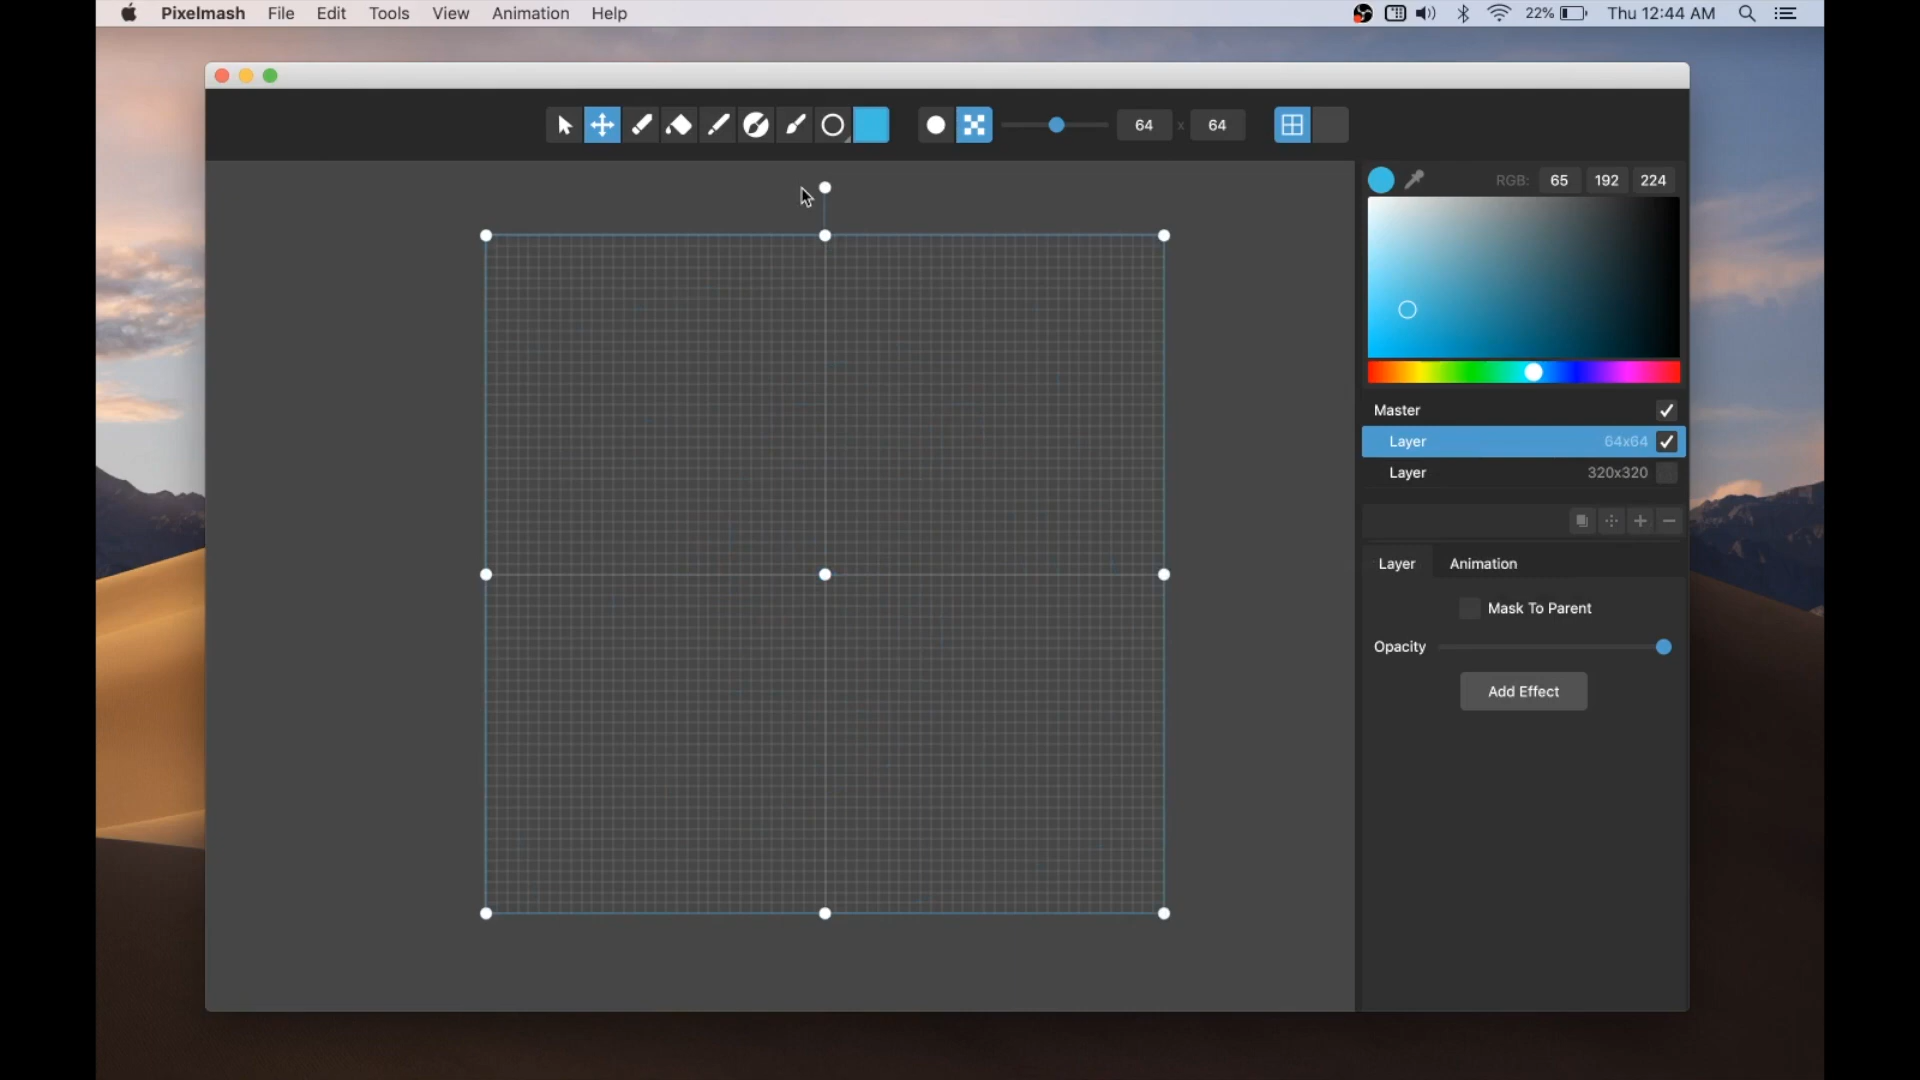 Pixelmash File Edit Tools View Animation Help 22% Thu 12:44 AM
64 x 64
RGB: 65 192 224
Master
Layer 64x64
Layer 320x320
Layer Animation
Mask To Parent
Opacity
Add Effect